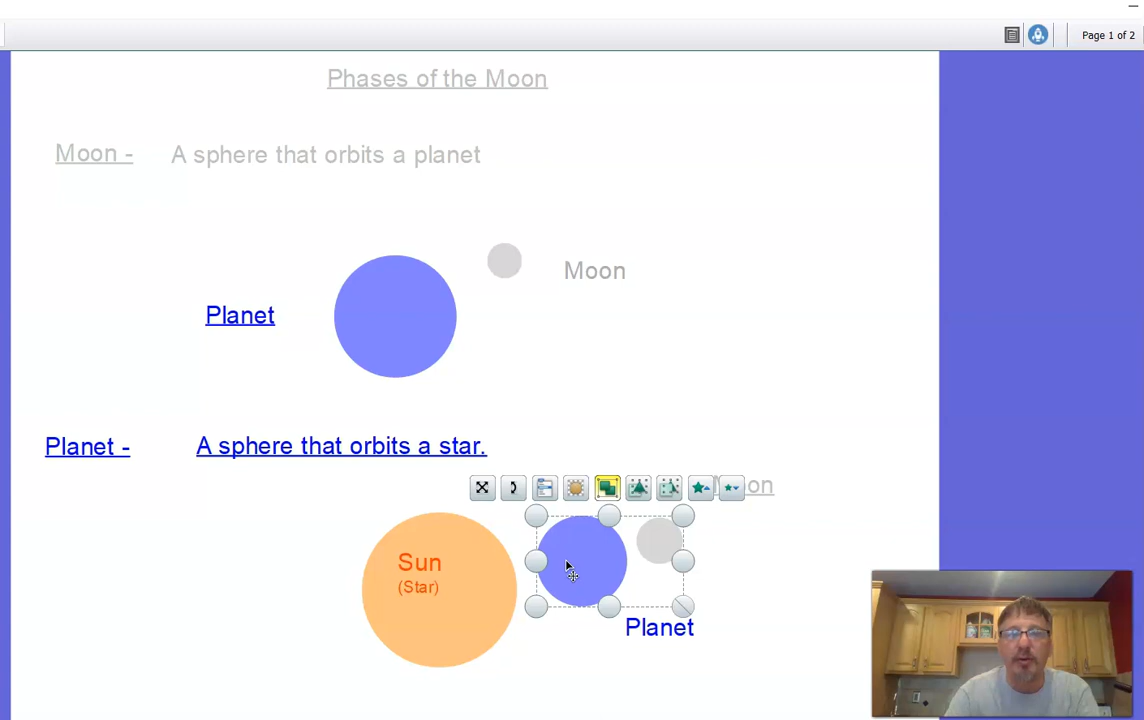 Page 1 of 2
Phases of the Moon
Moon - A sphere that orbits a planet
Moon
Planet
Planet - A sphere that orbits a star.
Sun
(Star)
Planet